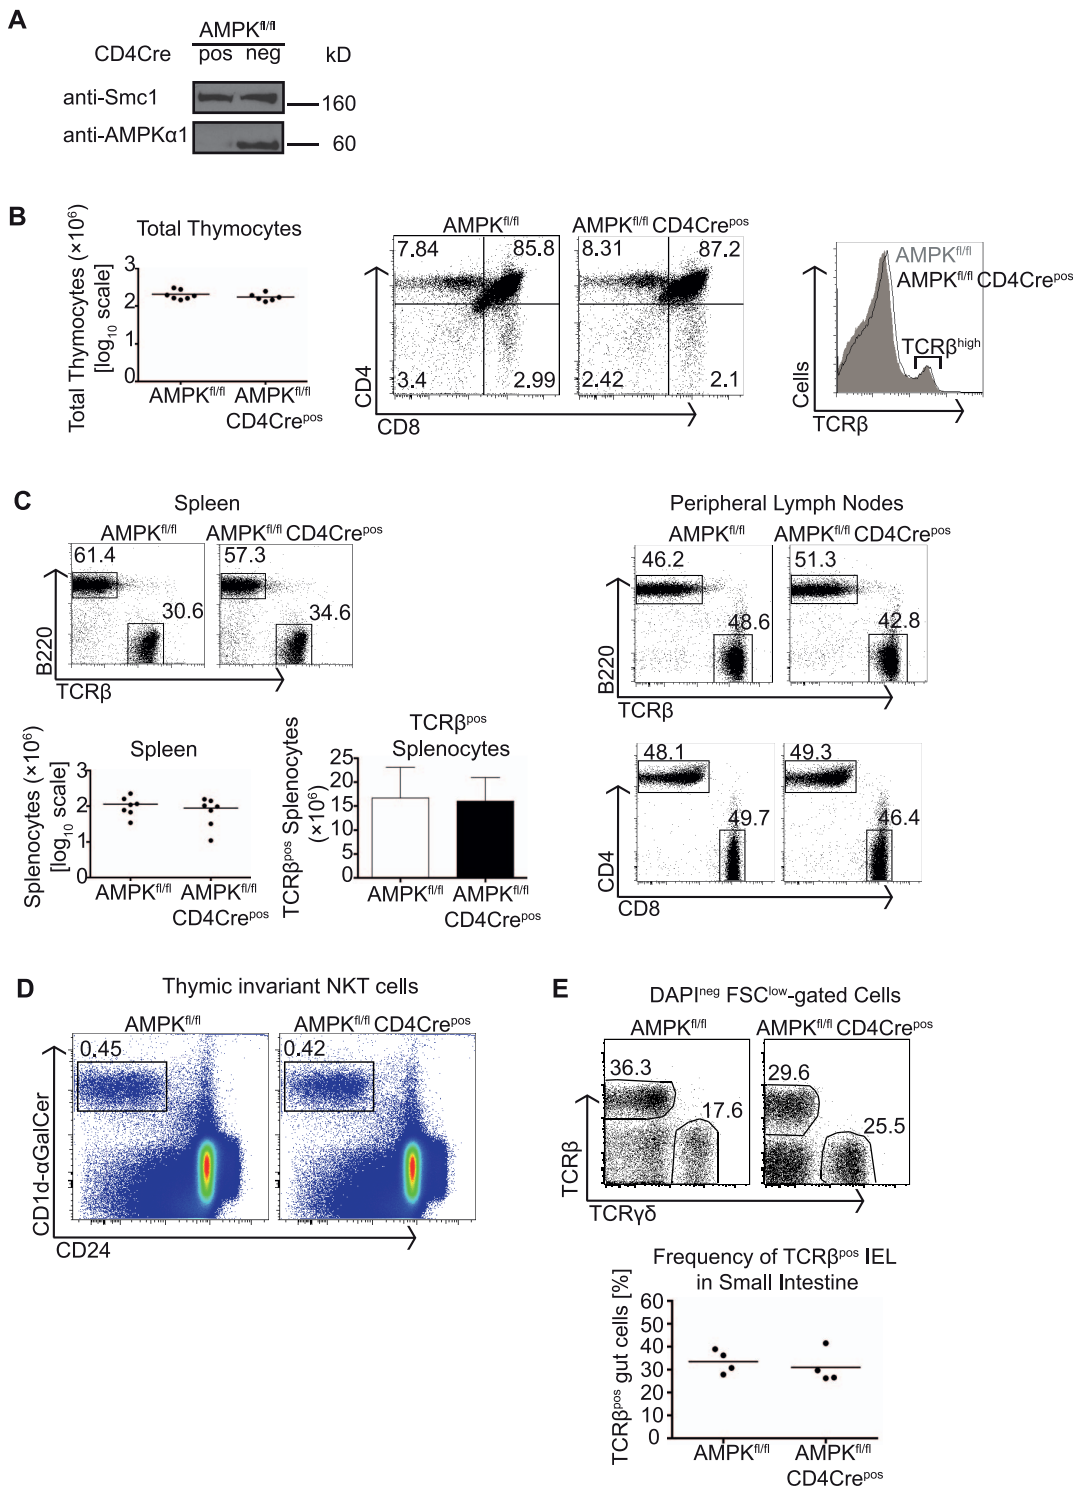 A
AMPKfl/fl
CD4Cre pos neg kD
anti-Smc1 160
anti-AMPKα1 60
B
Total Thymocytes
Total Thymocytes (×10⁶)
[log₁₀ scale]
3
2
1
0
AMPKfl/fl AMPKfl/fl
CD4Crepos
AMPKfl/fl AMPKfl/fl CD4Crepos
7.84 85.8 8.31 87.2
3.4 2.99 2.42 2.1
CD4
CD8
AMPKfl/fl
AMPKfl/fl CD4Crepos
TCRβhigh
Cells
TCRβ
C
Spleen
AMPKfl/fl AMPKfl/fl CD4Crepos
61.4 57.3
30.6 34.6
B220
TCRβ
Spleen
Splenocytes (×10⁶)
[log₁₀ scale]
3
2
1
0
AMPKfl/fl AMPKfl/fl
CD4Crepos
TCRβpos
Splenocytes
TCRβpos Splenocytes
(×10⁶)
25
20
15
10
5
0
AMPKfl/fl AMPKfl/fl
CD4Crepos
Peripheral Lymph Nodes
AMPKfl/fl AMPKfl/fl CD4Crepos
46.2 51.3
48.6 42.8
B220
TCRβ
48.1 49.3
49.7 46.4
CD4
CD8
D
Thymic invariant NKT cells
AMPKfl/fl AMPKfl/fl CD4Crepos
0.45 0.42
CD1d-αGalCer
CD24
E
DAPIneg FSClow-gated Cells
AMPKfl/fl AMPKfl/fl CD4Crepos
36.3 29.6
17.6 25.5
TCRβ
TCRγδ
Frequency of TCRβpos IEL
in Small Intestine
TCRβpos gut cells [%]
60
50
40
30
20
10
0
AMPKfl/fl AMPKfl/fl
CD4Crepos